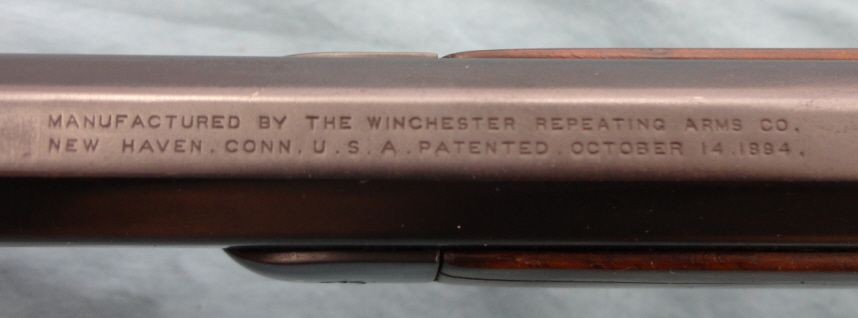 MANUFACTURED BY THE WINCHESTER REPEATING ARMS CO.
NEW HAVEN. CONN. U. S. A. PATENTED. OCTOBER 14. 1884.